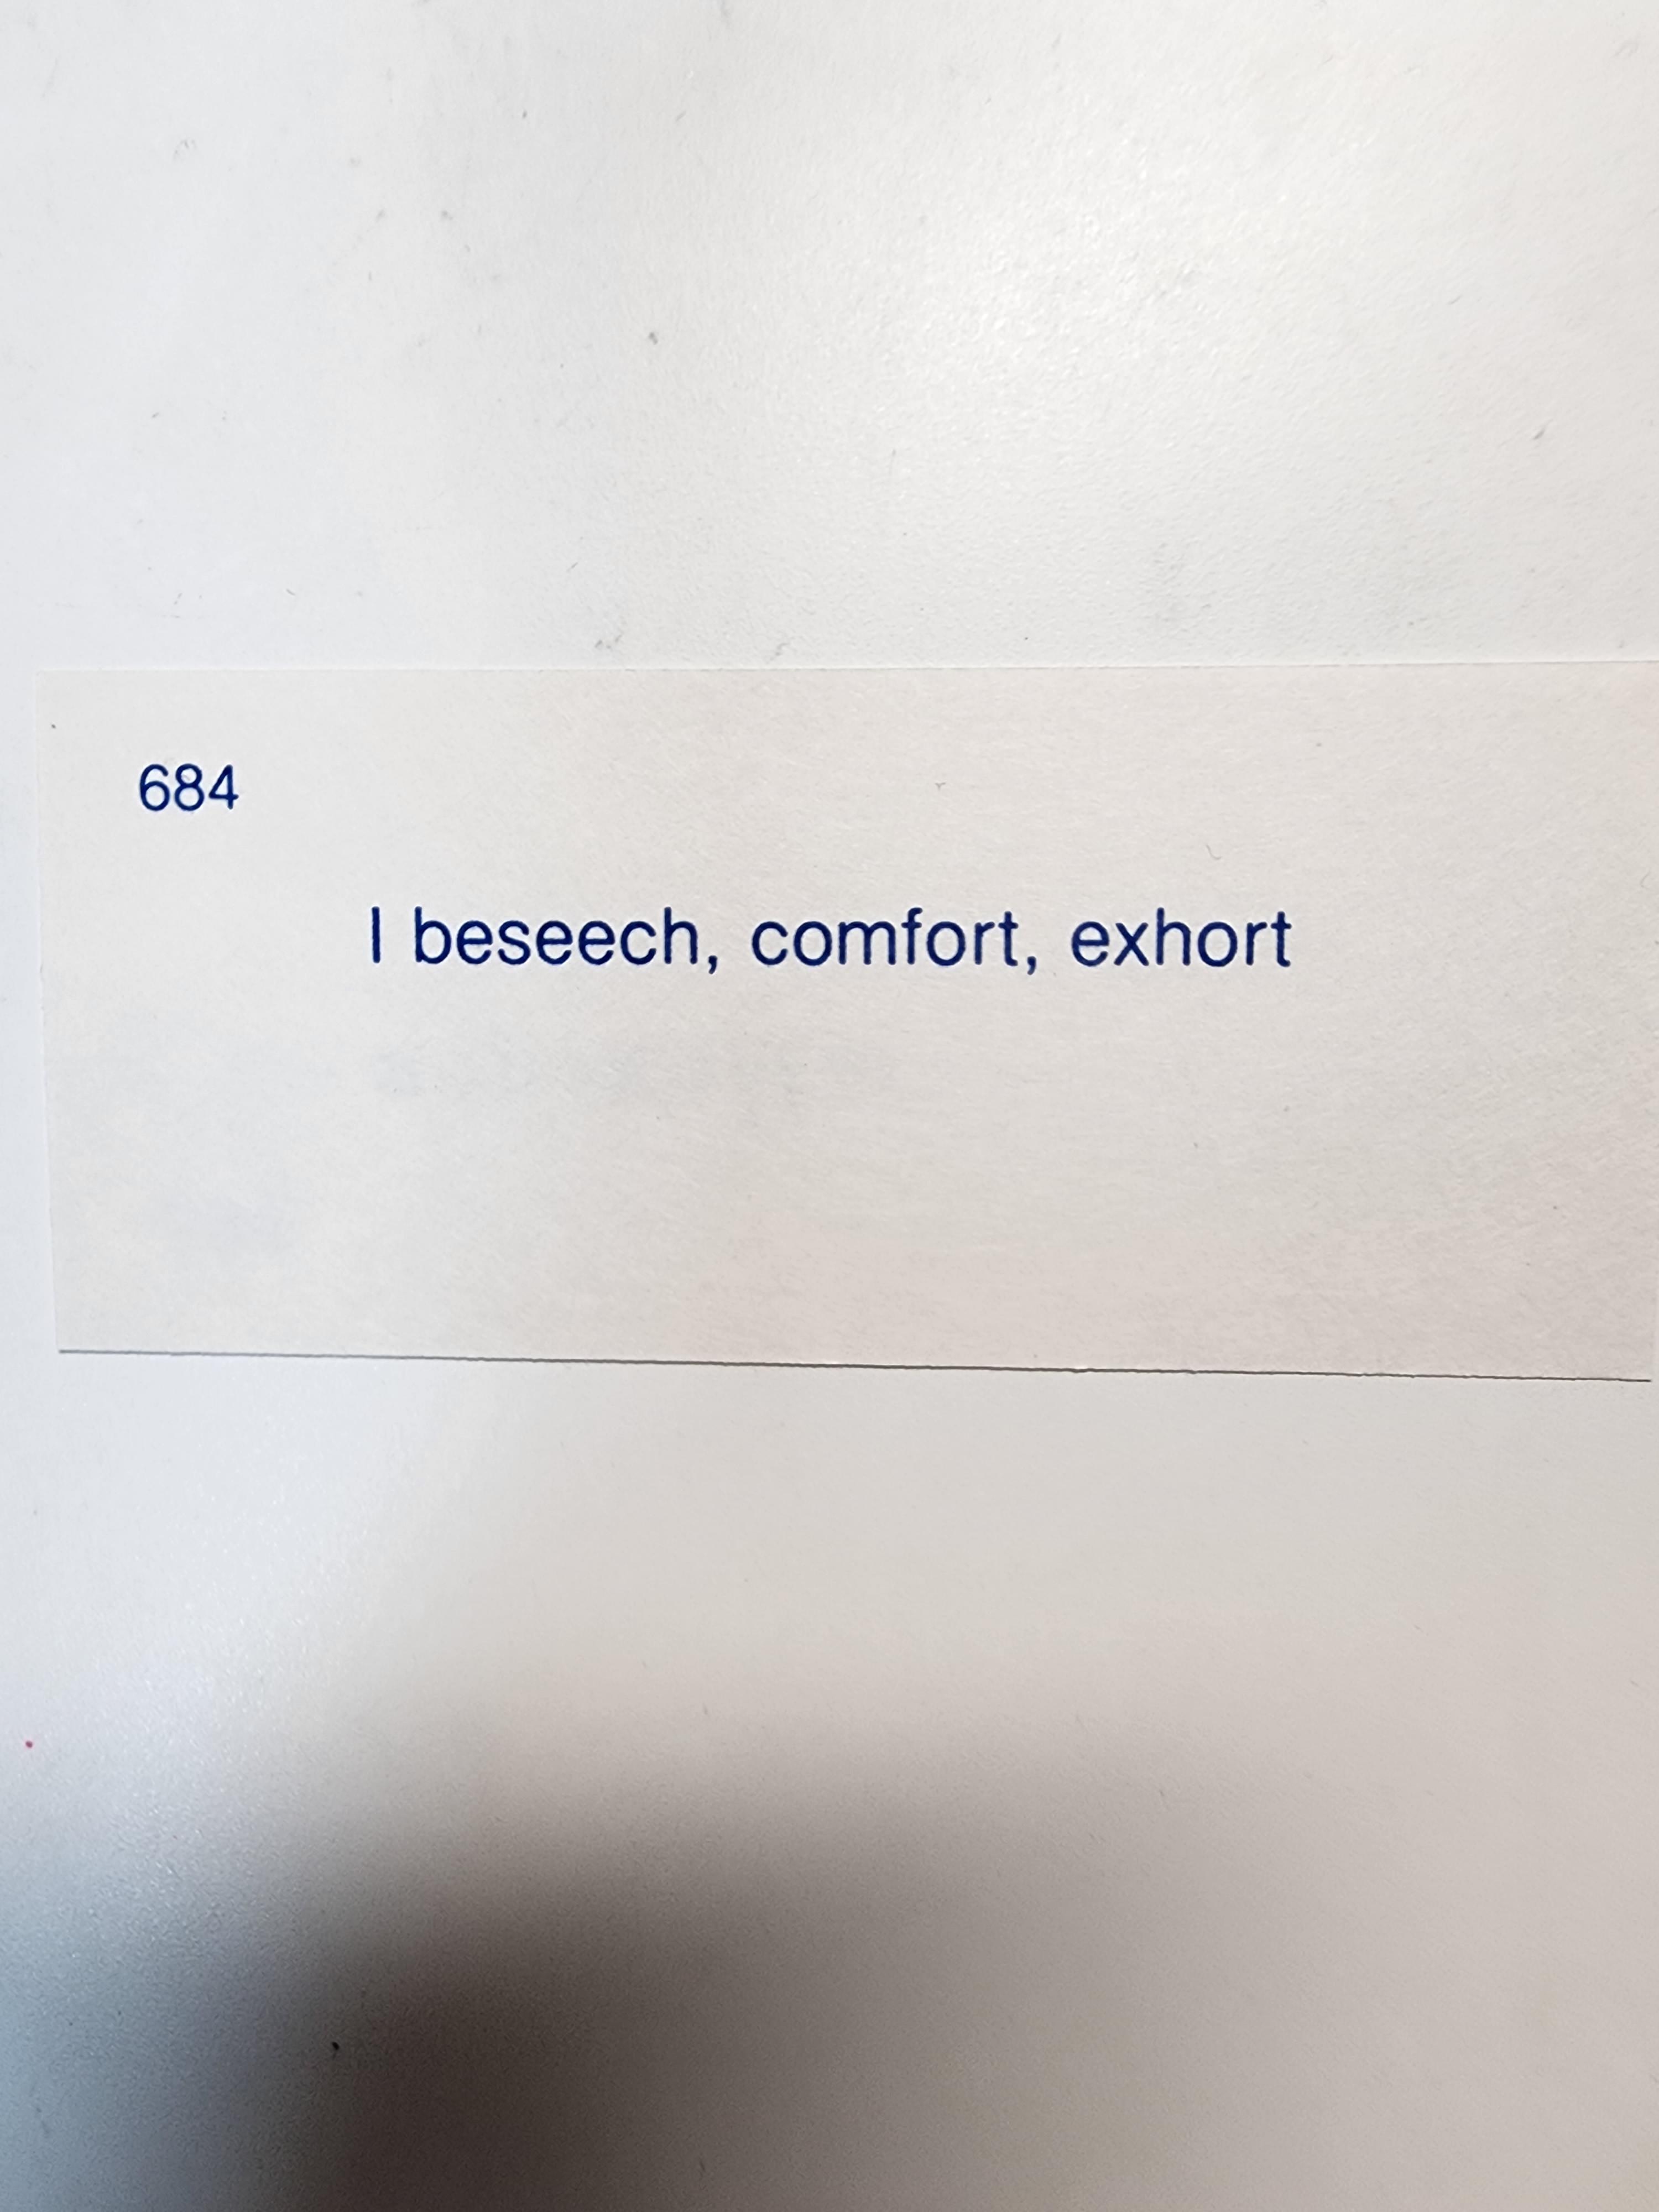 684
I beseech, comfort, exhort